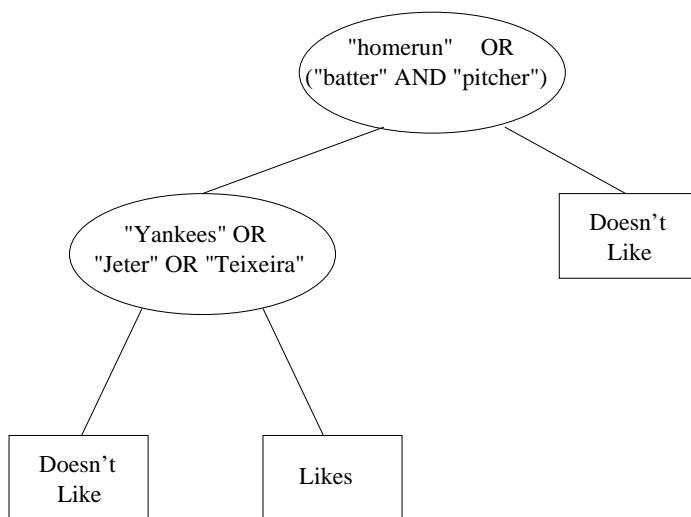 "homerun" OR
("batter" AND "pitcher")
"Yankees" OR
"Jeter" OR "Teixeira"
Doesn't
Like
Doesn't
Like
Likes